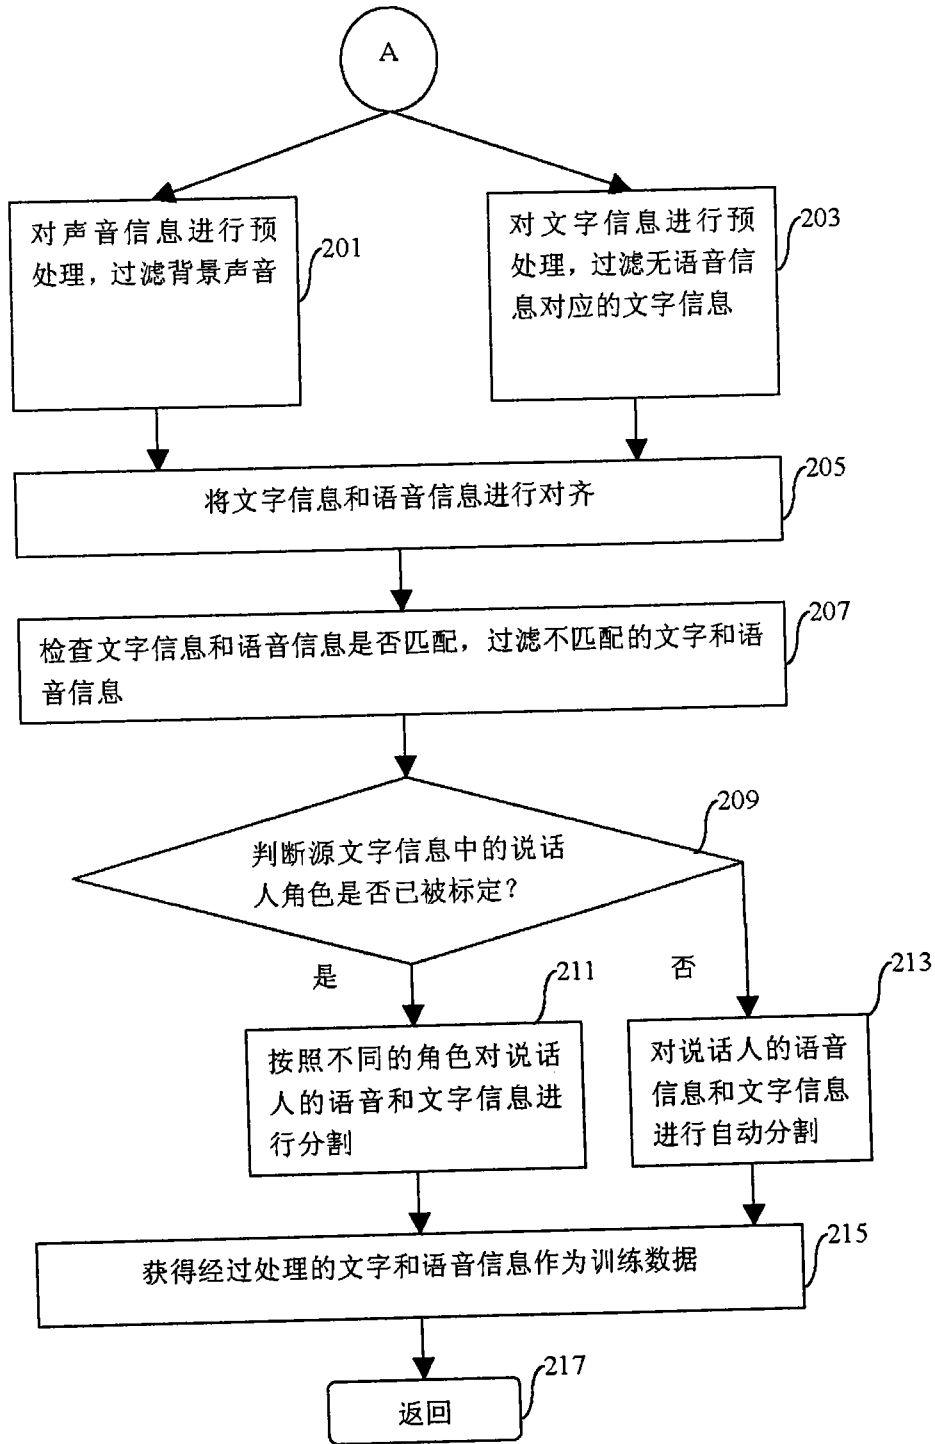 A
对声音信息进行预
处理，过滤背景声音
201
对文字信息进行预
处理，过滤无语音信
息对应的文字信息
203
将文字信息和语音信息进行对齐
205
检查文字信息和语音信息是否匹配，过滤不匹配的文字和语
音信息
207
判断源文字信息中的说话
人角色是否已被标定？
209
是
否
按照不同的角色对说话
人的语音和文字信息进
行分割
211
对说话人的语音
信息和文字信息
进行自动分割
213
获得经过处理的文字和语音信息作为训练数据
215
返回
217